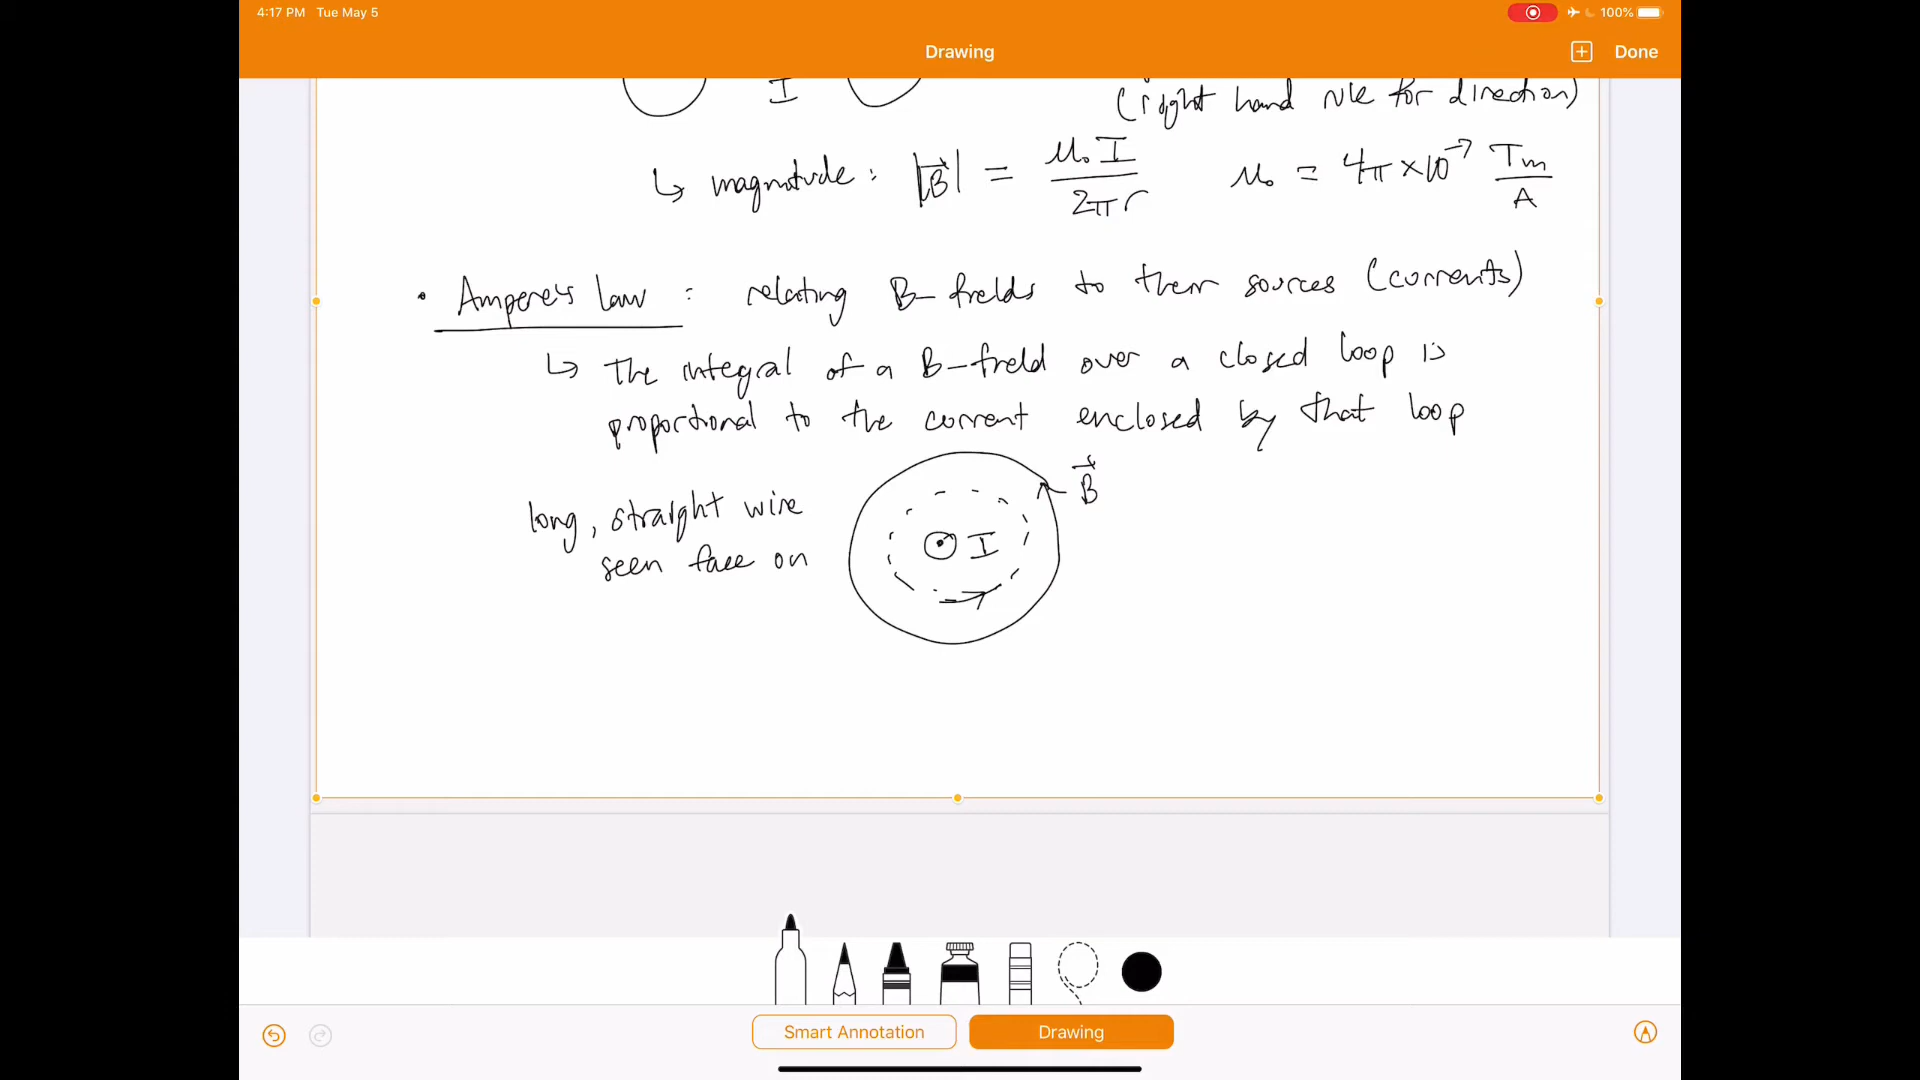 4:17 PM Tue May 5
100%
Drawing
Done
I
(right hand rule for direction)
↳ magnitude: |B⃗| = μ₀ I / 2πr μ₀ = 4π × 10⁻⁷ Tm / A
• Ampere's law : relating B-fields to their sources (currents)
↳ The integral of a B-field over a closed loop is
proportional to the current enclosed by that loop
B⃗
long, straight wire
I
seen face on
Smart Annotation
Drawing